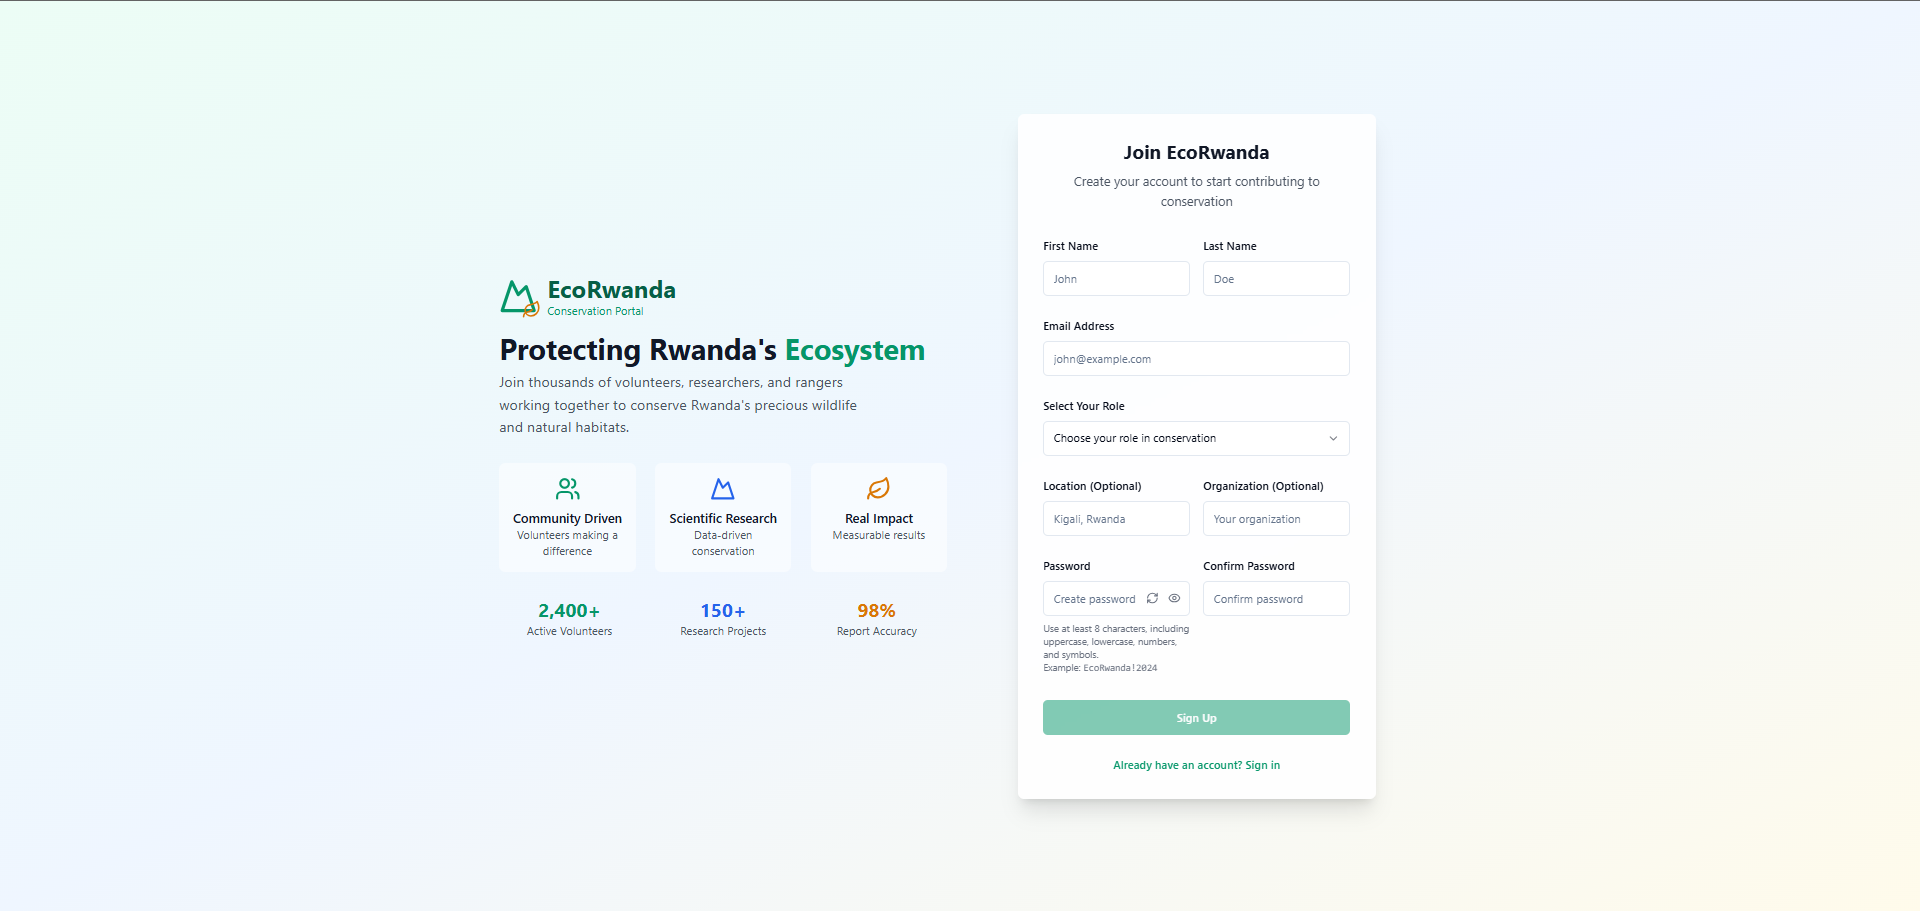 EcoRwanda
Conservation Portal
Protecting Rwanda's Ecosystem
Join thousands of volunteers, researchers, and rangers
working together to conserve Rwanda's precious wildlife
and natural habitats.
Community Driven
Volunteers making a
difference
Scientific Research
Data-driven
conservation
Real Impact
Measurable results
2,400+
Active Volunteers
150+
Research Projects
98%
Report Accuracy
Join EcoRwanda
Create your account to start contributing to
conservation
First Name
Last Name
John
Doe
Email Address
john@example.com
Select Your Role
Choose your role in conservation
Location (Optional)
Organization (Optional)
Kigali, Rwanda
Your organization
Password
Confirm Password
Create password
Confirm password
Use at least 8 characters, including
uppercase, lowercase, numbers,
and symbols.
Example: EcoRwanda!2024
Sign Up
Already have an account? Sign in